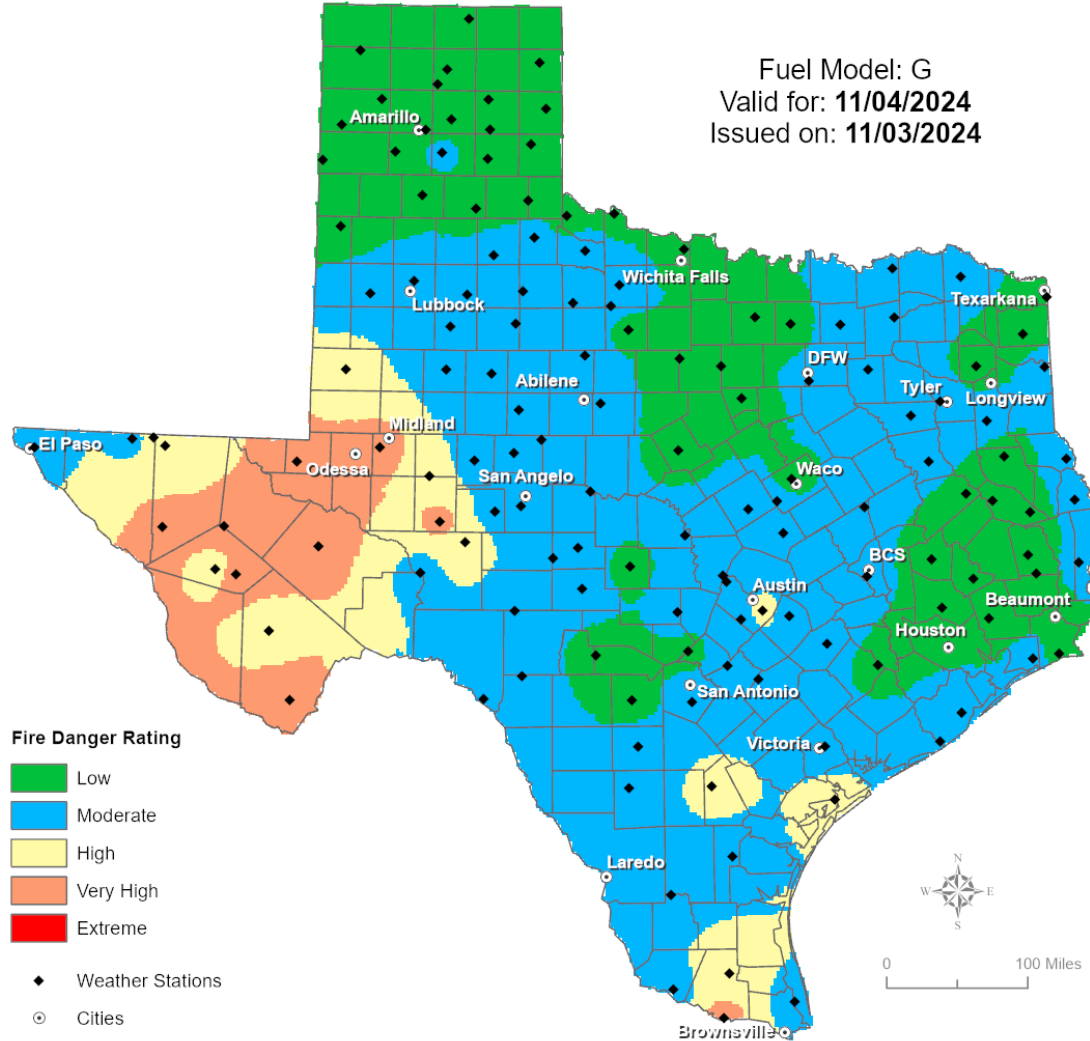 Fuel Model: G
Valid for: 11/04/2024
Issued on: 11/03/2024
Amarillo
Wichita Falls
Lubbock
Texarkana
DFW
Abilene
Tyler
Longview
Midland
El Paso
Odessa
San Angelo
Waco
BCS
Austin
Beaumont
Houston
San Antonio
Victoria
Laredo
Brownsville
Fire Danger Rating
Low
Moderate
High
Very High
Extreme
Weather Stations
Cities
N
W E
S
0 100 Miles